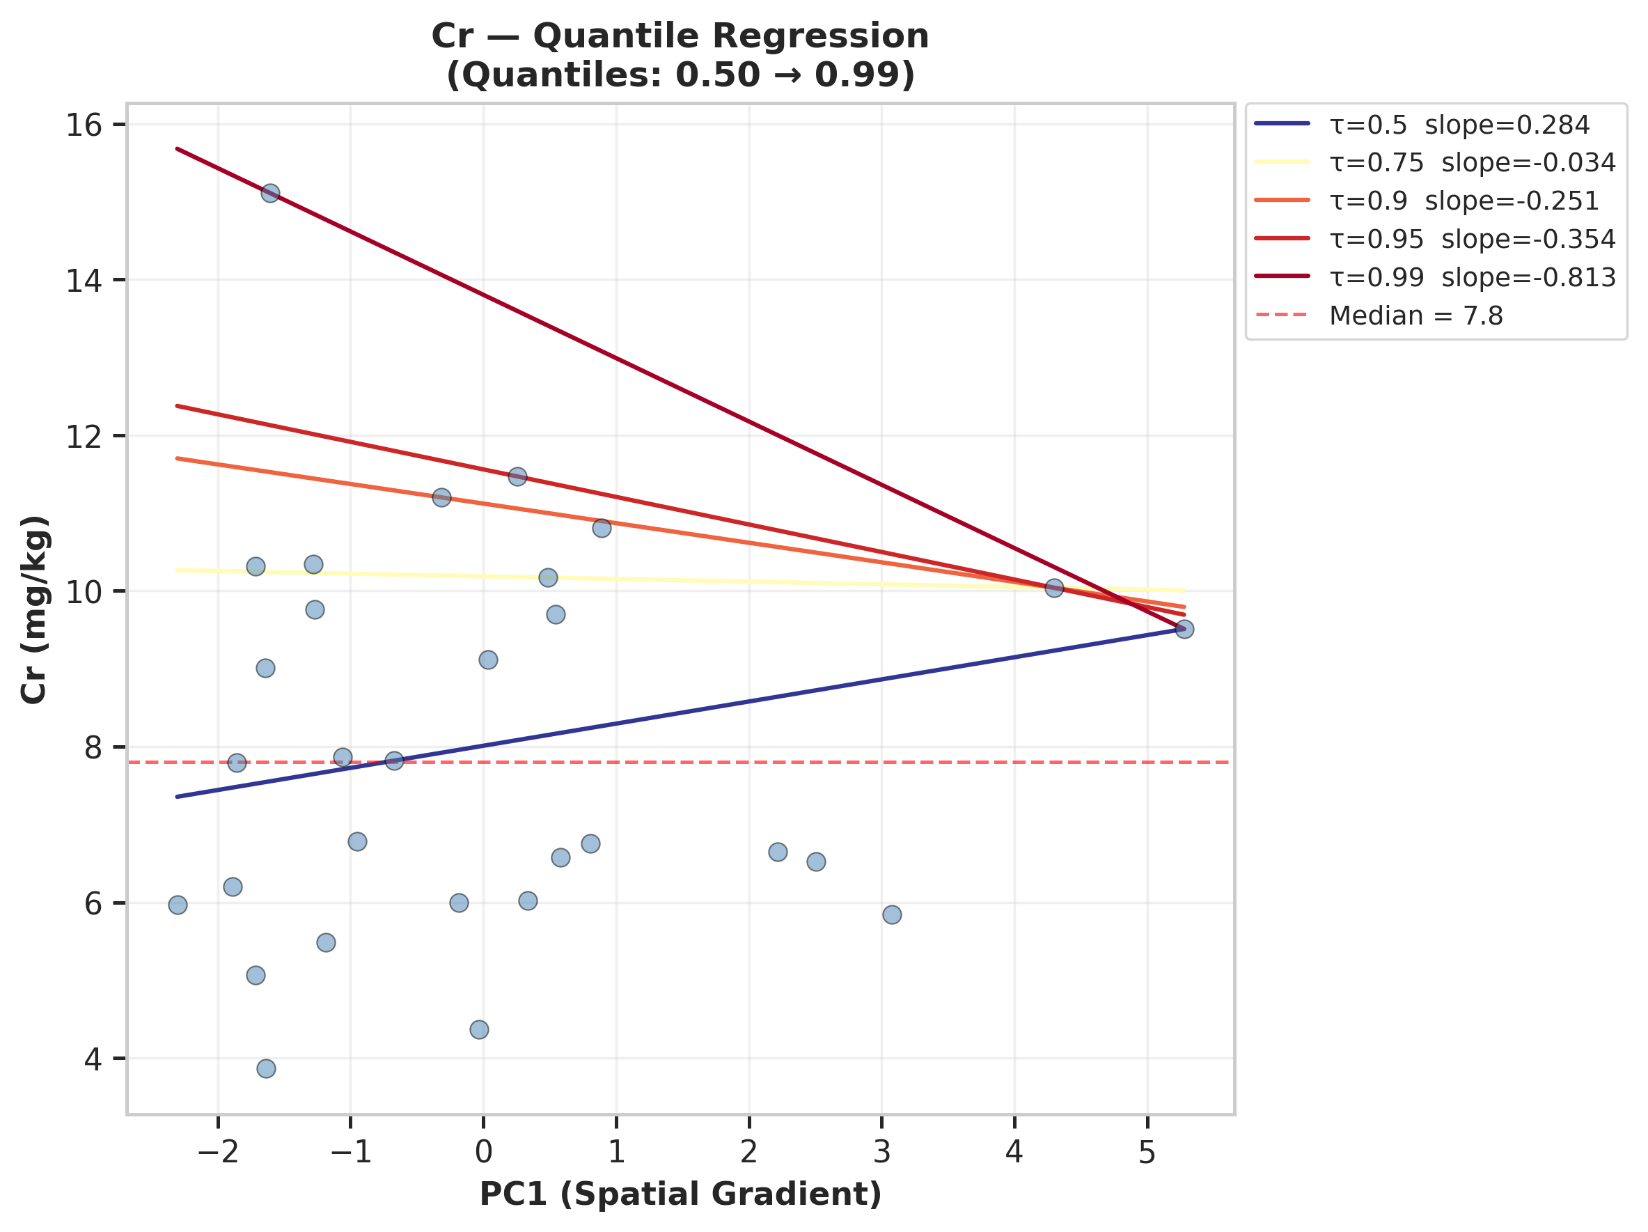 Cr — Quantile Regression
(Quantiles: 0.50 → 0.99)
16
14
12
10
8
6
4
Cr (mg/kg)
−2
−1
0
1
2
3
4
5
PC1 (Spatial Gradient)
τ=0.5  slope=0.284
τ=0.75  slope=-0.034
τ=0.9  slope=-0.251
τ=0.95  slope=-0.354
τ=0.99  slope=-0.813
Median = 7.8